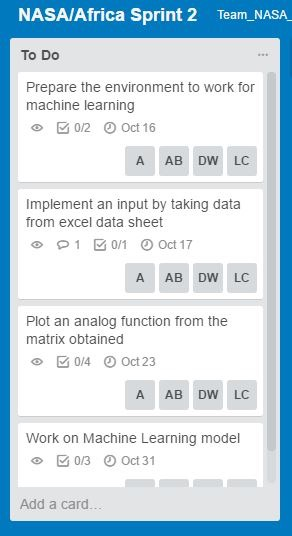 NASA/Africa Sprint 2 Team_NASA_
To Do ...
Prepare the environment to work for
machine learning
0/2 Oct 16
A AB DW LC
Implement an input by taking data
from excel data sheet
1 0/1 Oct 17
A AB DW LC
Plot an analog function from the
matrix obtained
0/4 Oct 23
A AB DW LC
Work on Machine Learning model
0/3 Oct 31
Add a card...